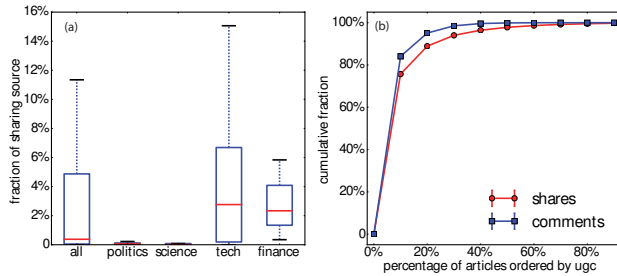 (a)
fraction of sharing source
16%
14%
12%
10%
8%
6%
4%
2%
0
all politics science tech finance
(b)
cumulative fraction
100%
80%
60%
40%
20%
0
0% 20% 40% 60% 80%
percentage of articles ordered by ugc
shares
comments